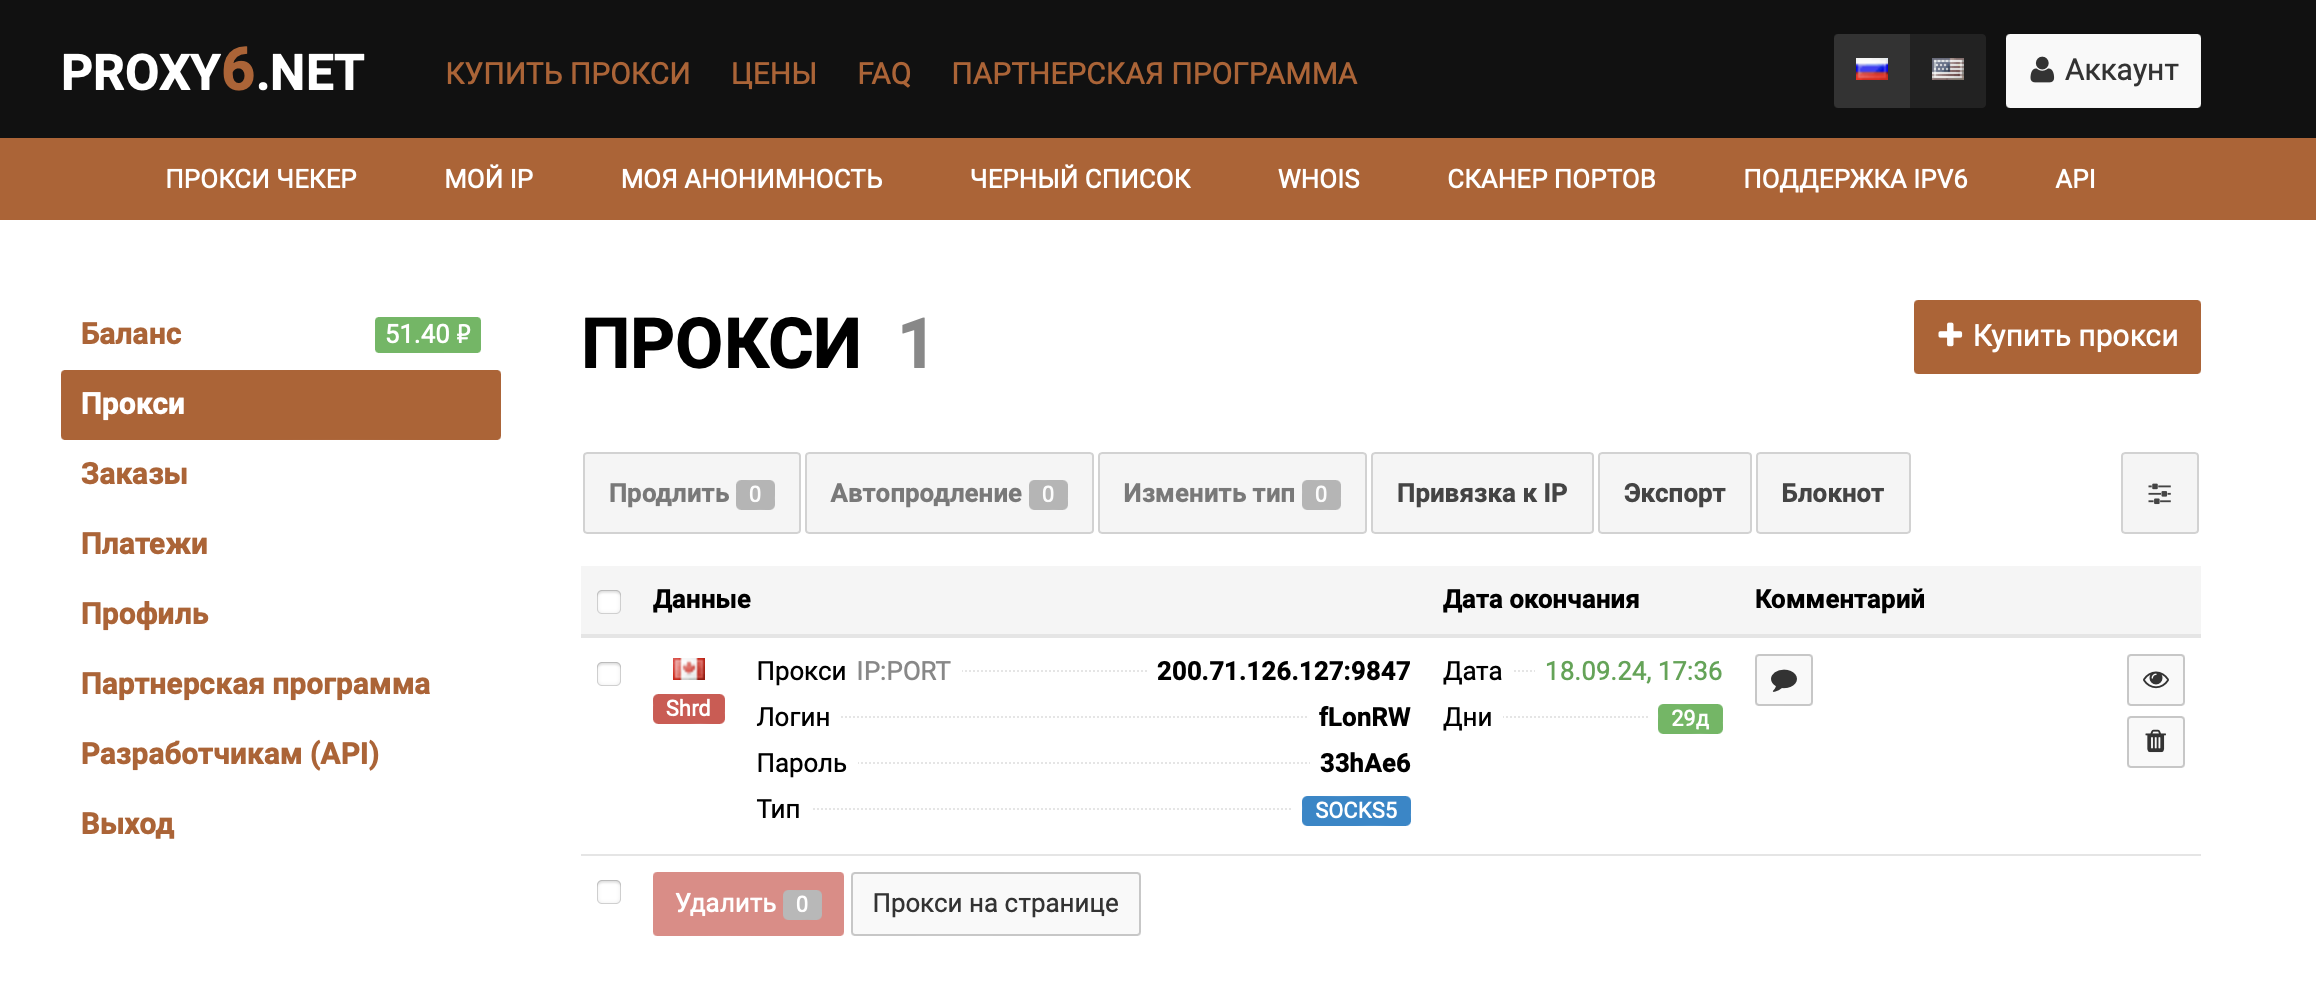 PROXY6.NET
КУПИТЬ ПРОКСИ ЦЕНЫ FAQ ПАРТНЕРСКАЯ ПРОГРАММА
Аккаунт
ПРОКСИ ЧЕКЕР МОЙ IP МОЯ АНОНИМНОСТЬ ЧЕРНЫЙ СПИСОК WHOIS СКАНЕР ПОРТОВ ПОДДЕРЖКА IPV6 API
Баланс 51.40 ₽
Прокси
Заказы
Платежи
Профиль
Партнерская программа
Разработчикам (API)
Выход
ПРОКСИ 1
Купить прокси
Продлить 0 Автопродление 0 Изменить тип 0 Привязка к IP Экспорт Блокнот
Данные Дата окончания Комментарий
Shrd
Прокси IP:PORT 200.71.126.127:9847
Логин fLonRW
Пароль 33hAe6
Тип SOCKS5
Дата 18.09.24, 17:36
Дни 29д
Удалить 0 Прокси на странице